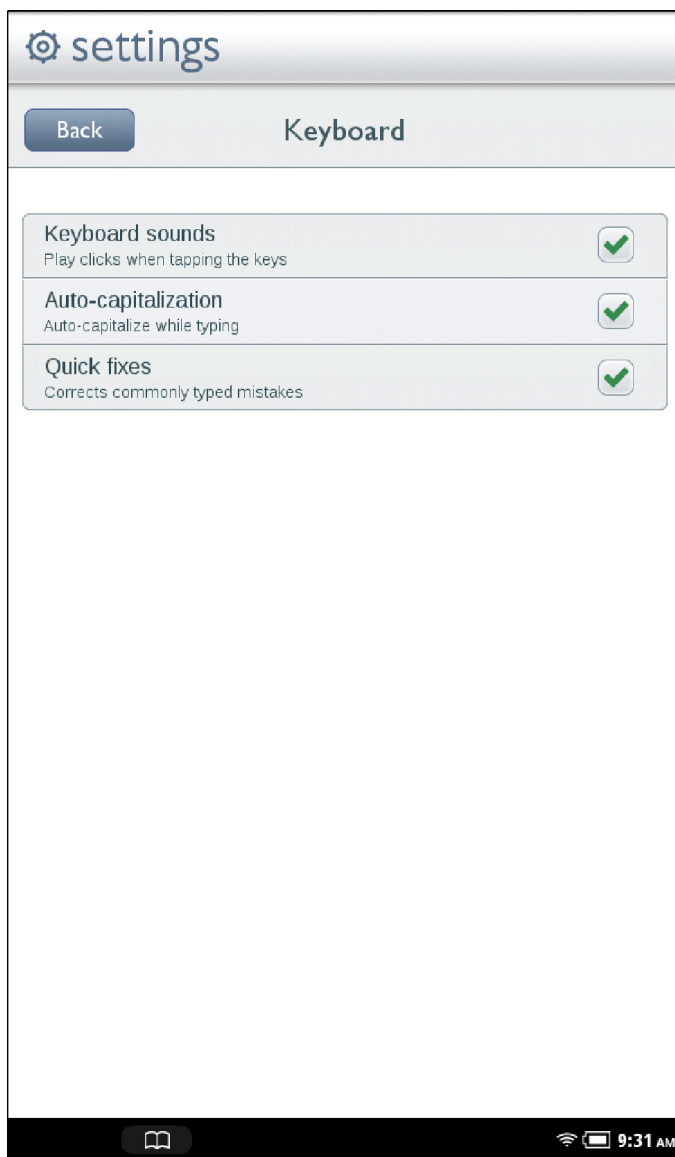 settings
Back
Keyboard
Keyboard sounds
Play clicks when tapping the keys
Auto-capitalization
Auto-capitalize while typing
Quick fixes
Corrects commonly typed mistakes
9:31 AM